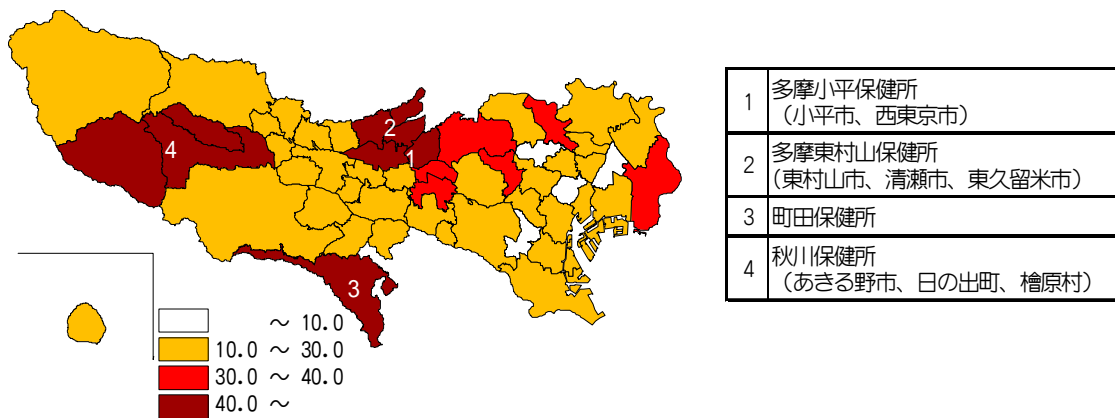 4
2
1
3
～ 10.0
10.0 ～ 30.0
30.0 ～ 40.0
40.0 ～
1 多摩小平保健所
（小平市、西東京市）
2 多摩東村山保健所
（東村山市、清瀬市、東久留米市）
3 町田保健所
4 秋川保健所
（あきる野市、日の出町、檜原村）